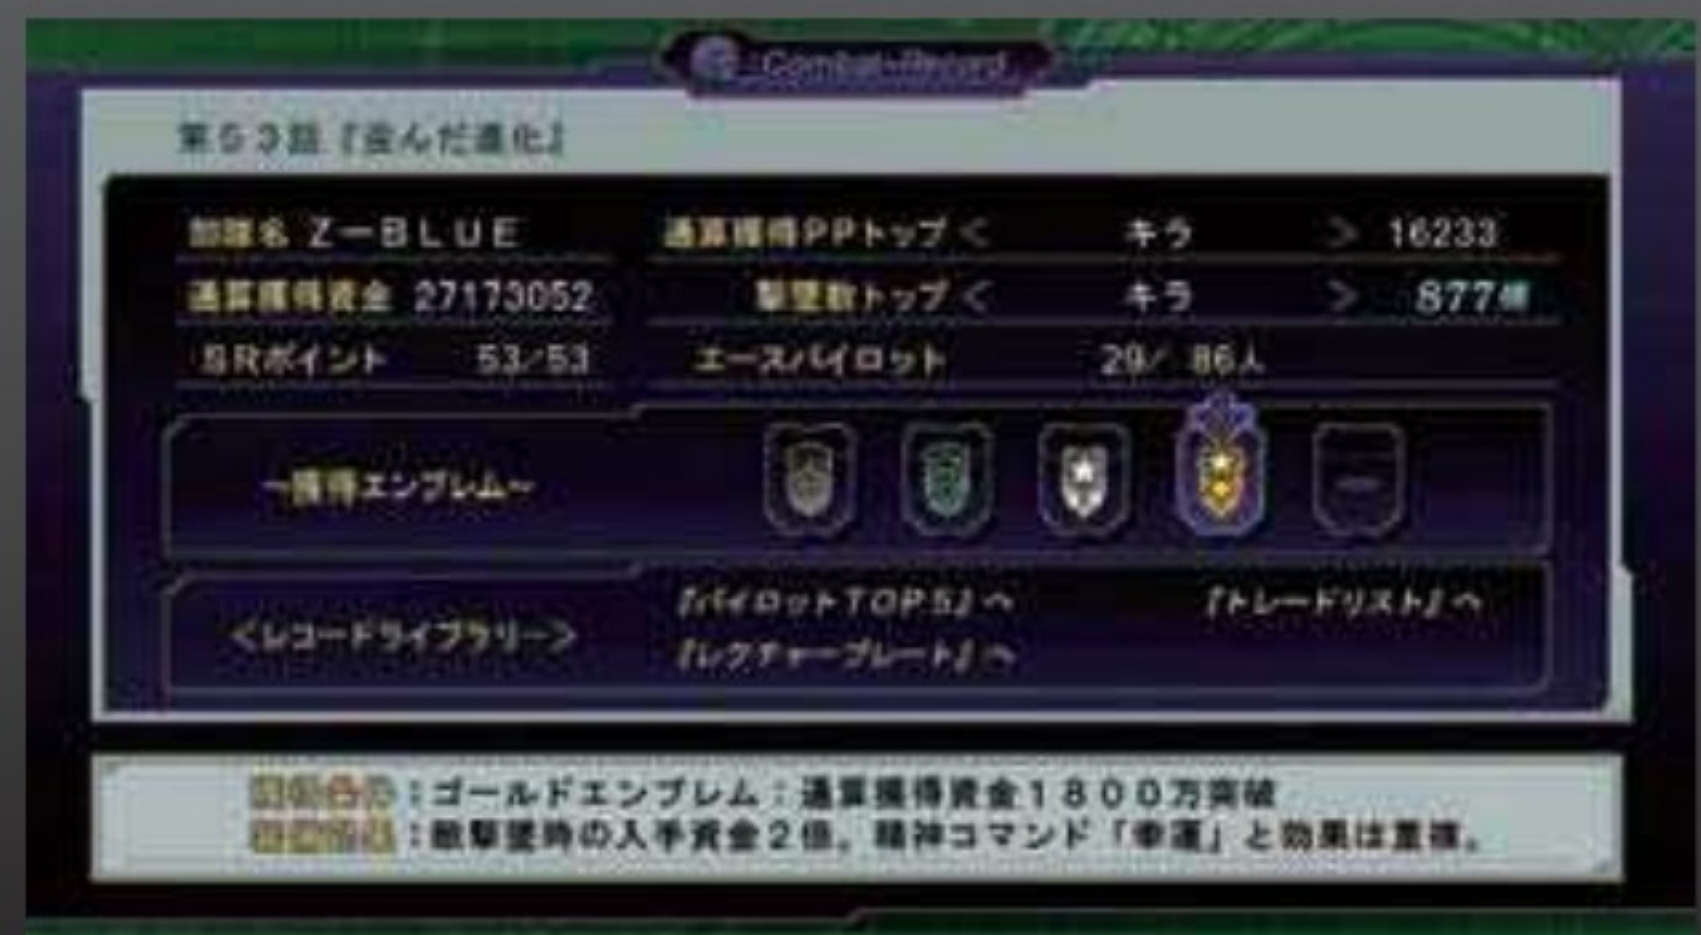 Combat Record
第53話『歪んだ進化』
部隊名 Z-BLUE 通算獲得PPトップ < キラ > 16233
通算獲得資金 27173052 撃墜数トップ < キラ > 877機
SRポイント 53/53 エースパイロット 29/ 86人
~獲得エンブレム~
<レコードライブラリー> 『パイロットTOP5』へ 『トレードリスト』へ
『レクチャープレート』へ
:ゴールドエンブレム:通算獲得資金1800万突破
:敵撃墜時の入手資金2倍。精神コマンド「幸運」と効果は重複。